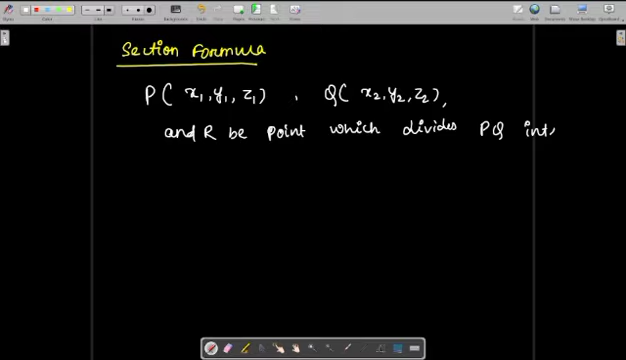 Section Formula
P( x₁, y₁, z₁) , Q( x₂, y₂, z₂),
and R be point which divides PQ int